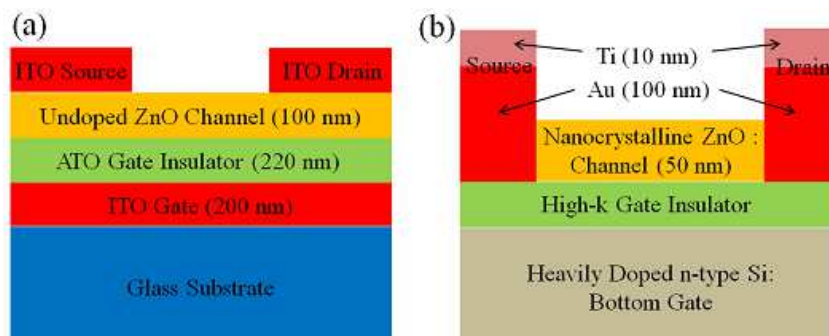 (a)
ITO Source
ITO Drain
Undoped ZnO Channel (100 nm)
ATO Gate Insulator (220 nm)
ITO Gate (200 nm)
Glass Substrate
(b)
Source
Ti (10 nm)
Drain
Au (100 nm)
Nanocrystalline ZnO :
Channel (50 nm)
High-k Gate Insulator
Heavily Doped n-type Si:
Bottom Gate